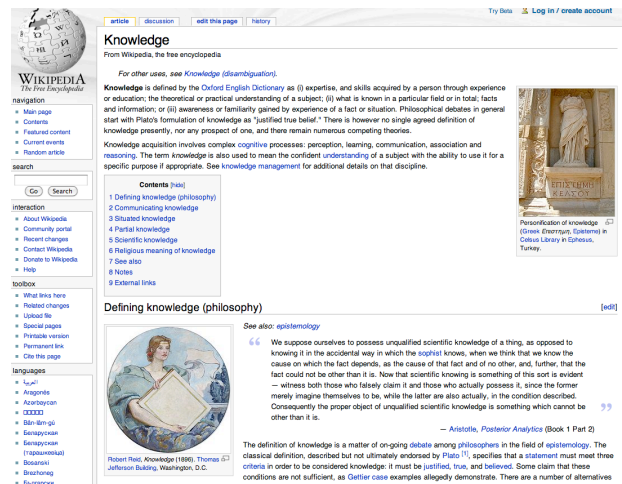 Try Beta Log in / create account
article discussion edit this page history
WIKIPEDIA
The Free Encyclopedia
navigation
Main page
Contents
Featured content
Current events
Random article
search
Go Search
interaction
About Wikipedia
Community portal
Recent changes
Contact Wikipedia
Donate to Wikipedia
Help
toolbox
What links here
Related changes
Upload file
Special pages
Printable version
Permanent link
Cite this page
languages
العربية
Aragonés
Azərbaycan
Bân-lâm-gú
Беларуская
Беларуская
(тарашкевіца)
Bosanski
Brezhoneg
Български
Knowledge
From Wikipedia, the free encyclopedia
For other uses, see Knowledge (disambiguation).
Knowledge is defined by the Oxford English Dictionary as (i) expertise, and skills acquired by a person through experience
or education; the theoretical or practical understanding of a subject; (ii) what is known in a particular field or in total; facts
and information; or (iii) awareness or familiarity gained by experience of a fact or situation. Philosophical debates in general
start with Plato's formulation of knowledge as "justified true belief." There is however no single agreed definition of
knowledge presently, nor any prospect of one, and there remain numerous competing theories.
Knowledge acquisition involves complex cognitive processes: perception, learning, communication, association and
reasoning. The term knowledge is also used to mean the confident understanding of a subject with the ability to use it for a
specific purpose if appropriate. See knowledge management for additional details on that discipline.
ΕΠΙΣΤΗΜΗ
ΚΕΛΣΟΥ
Personification of knowledge
(Greek Επιστημη, Episteme) in
Celsus Library in Ephesus,
Turkey.
Contents [hide]
1 Defining knowledge (philosophy)
2 Communicating knowledge
3 Situated knowledge
4 Partial knowledge
5 Scientific knowledge
6 Religious meaning of knowledge
7 See also
8 Notes
9 External links
Defining knowledge (philosophy) [edit]
Robert Reid, Knowledge (1896). Thomas
Jefferson Building, Washington, D.C.
See also: epistemology
“ We suppose ourselves to possess unqualified scientific knowledge of a thing, as opposed to
knowing it in the accidental way in which the sophist knows, when we think that we know the
cause on which the fact depends, as the cause of that fact and of no other, and, further, that the
fact could not be other than it is. Now that scientific knowing is something of this sort is evident
— witness both those who falsely claim it and those who actually possess it, since the former
merely imagine themselves to be, while the latter are also actually, in the condition described.
Consequently the proper object of unqualified scientific knowledge is something which cannot be
other than it is. ”
— Aristotle, Posterior Analytics (Book 1 Part 2)
The definition of knowledge is a matter of on-going debate among philosophers in the field of epistemology. The
classical definition, described but not ultimately endorsed by Plato [1], specifies that a statement must meet three
criteria in order to be considered knowledge: it must be justified, true, and believed. Some claim that these
conditions are not sufficient, as Gettier case examples allegedly demonstrate. There are a number of alternatives